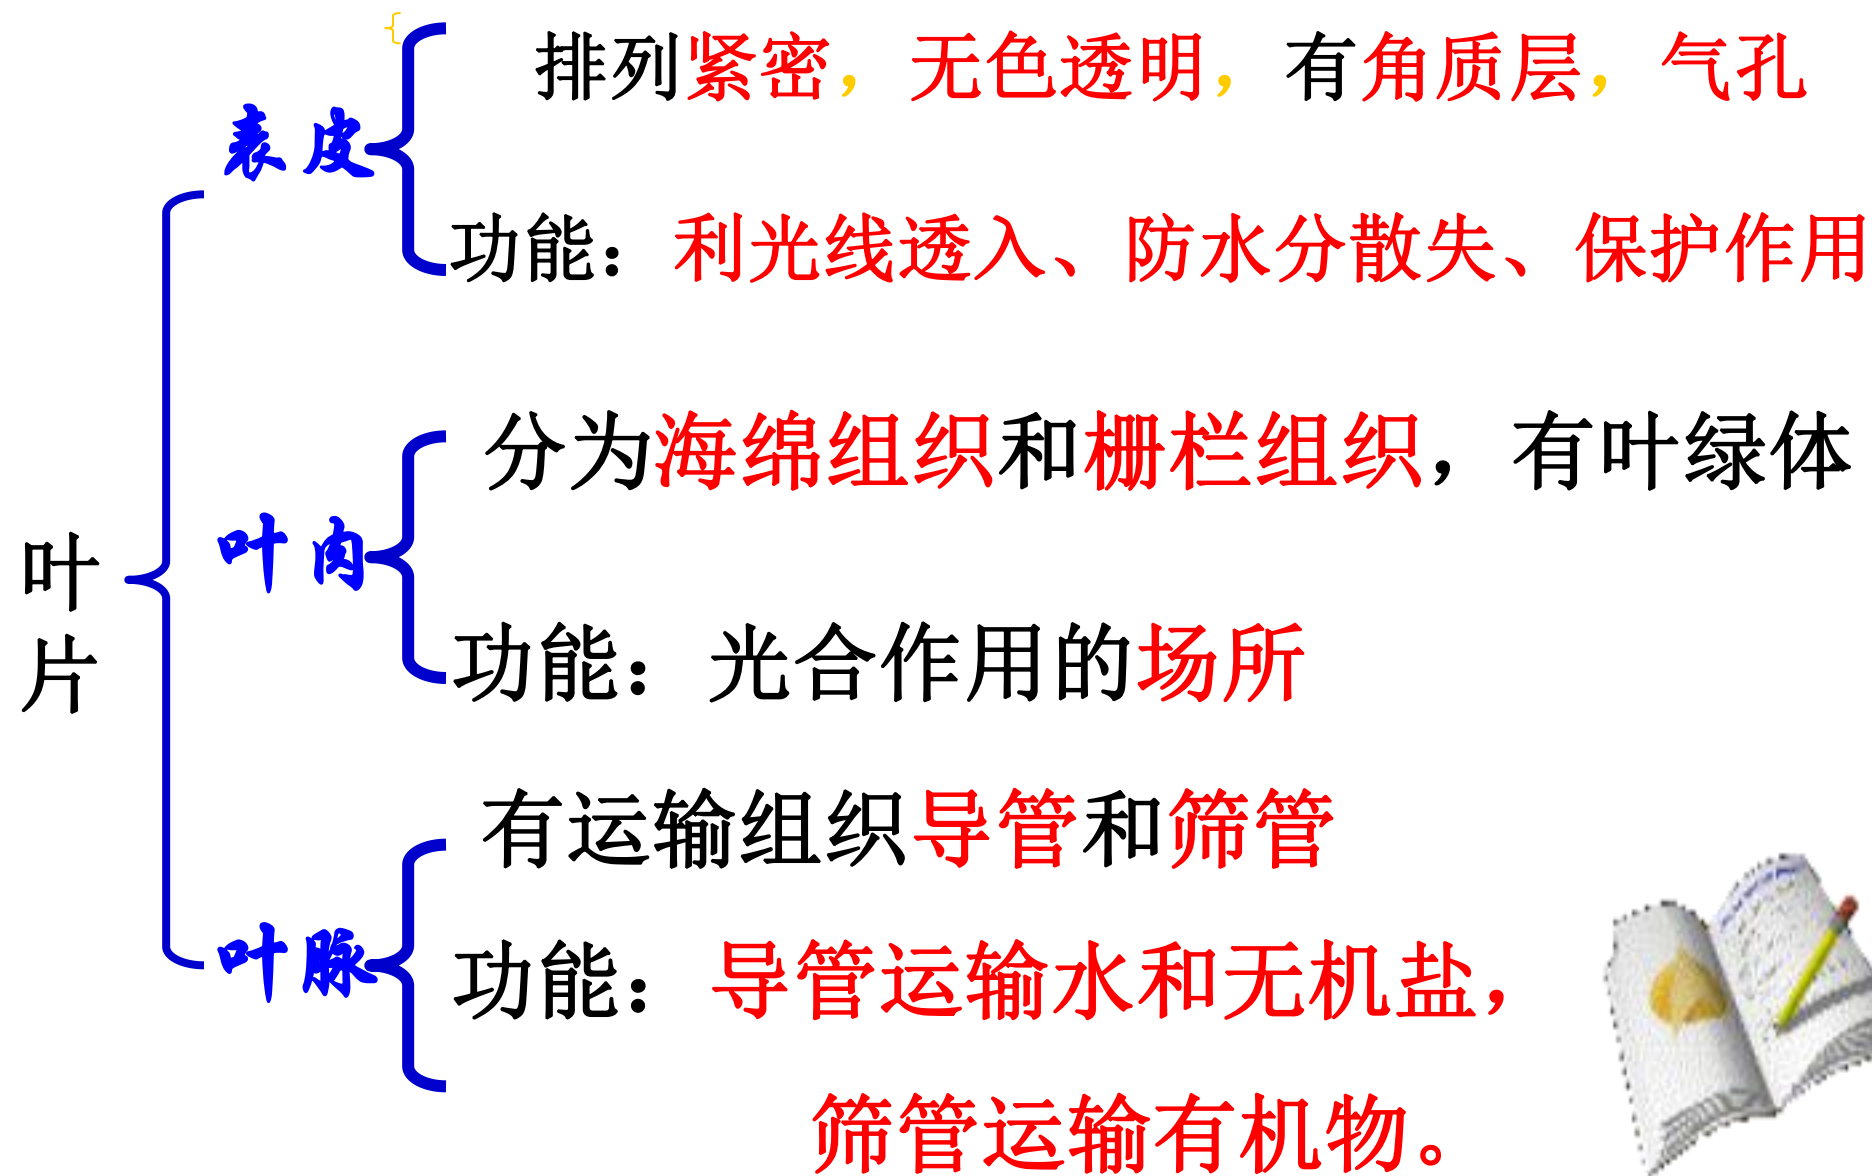 排列紧密，无色透明，有角质层，气孔
表皮
功能：利光线透入、防水分散失、保护作用
分为海绵组织和栅栏组织，有叶绿体
叶肉
叶片
功能：光合作用的场所
有运输组织导管和筛管
叶脉
功能：导管运输水和无机盐，
筛管运输有机物。